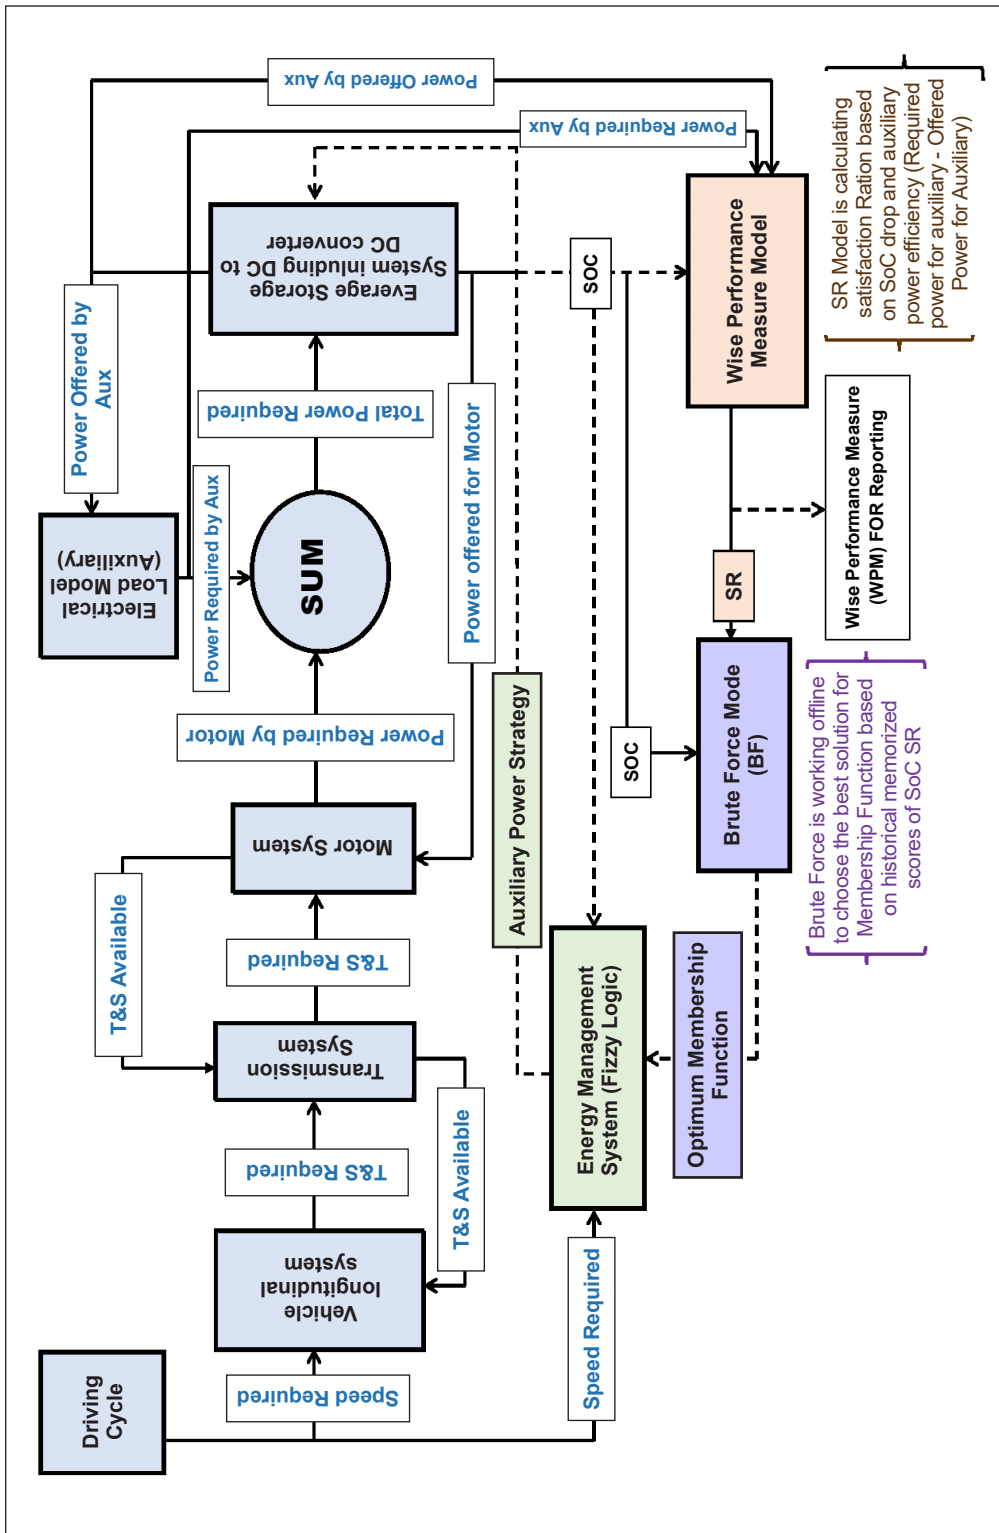 Driving
Cycle
Speed Required
Vehicle
longitudinal
system
T&S Required
T&S Available
Transmission
System
T&S Required
T&S Available
Motor System
Power Required by Motor
SUM
Electrical
Load Model
(Auxiliary)
Power Required by Aux
Power Offered by
Aux
Total Power Required
Everage Storage
System inluding DC to
DC converter
Power Offered by Aux
Power Required by Aux
Power offered for Motor
Auxiliary Power Strategy
Speed Required
Energy Management
System (Fizzy Logic)
Optimum Membership
Function
SOC
SOC
Brute Force Mode
(BF)
SR
Wise Performance
Measure Model
Wise Performance Measure
(WPM) FOR Reporting
Brute Force is working offline
to choose the best solution for
Membership Function based
on historical memorized
scores of SoC SR
SR Model is calculating
satisfaction Ration based
on SoC drop and auxiliary
power efficiency (Required
power for auxiliary - Offered
Power for Auxiliary)